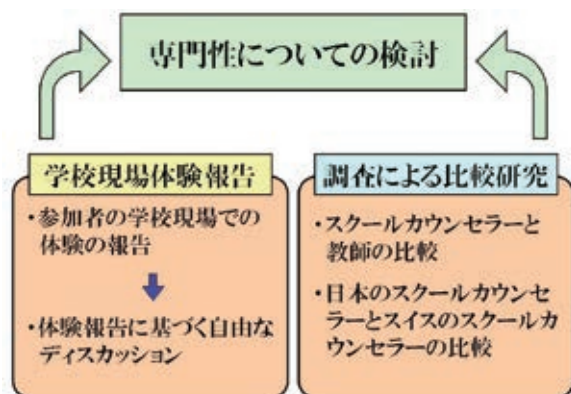 専門性についての検討
学校現場体験報告
・参加者の学校現場での
体験の報告
・体験報告に基づく自由な
ディスカッション
調査による比較研究
・スクールカウンセラーと
教師の比較
・日本のスクールカウンセ
ラーとスイスのスクールカ
ウンセラーの比較